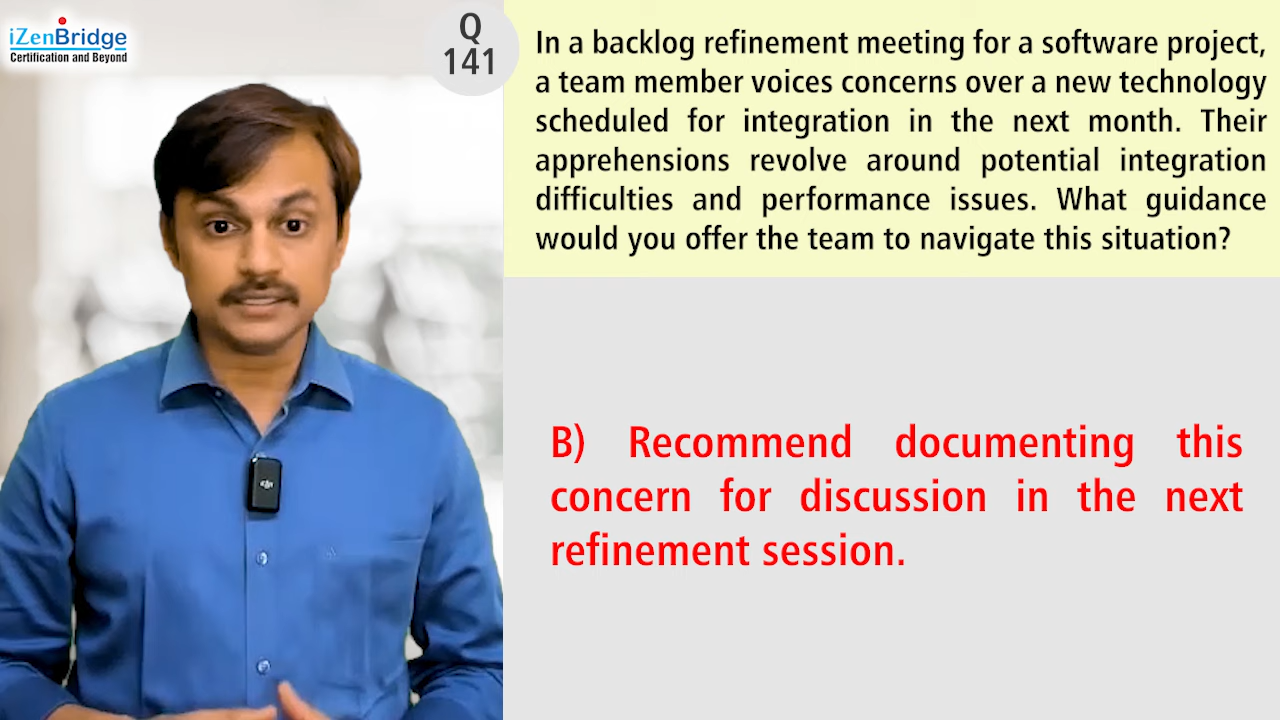 iZenBridge
Certification and Beyond
Q
141
In a backlog refinement meeting for a software project,
a team member voices concerns over a new technology
scheduled for integration in the next month. Their
apprehensions revolve around potential integration
difficulties and performance issues. What guidance
would you offer the team to navigate this situation?
B) Recommend documenting this
concern for discussion in the next
refinement session.
dji